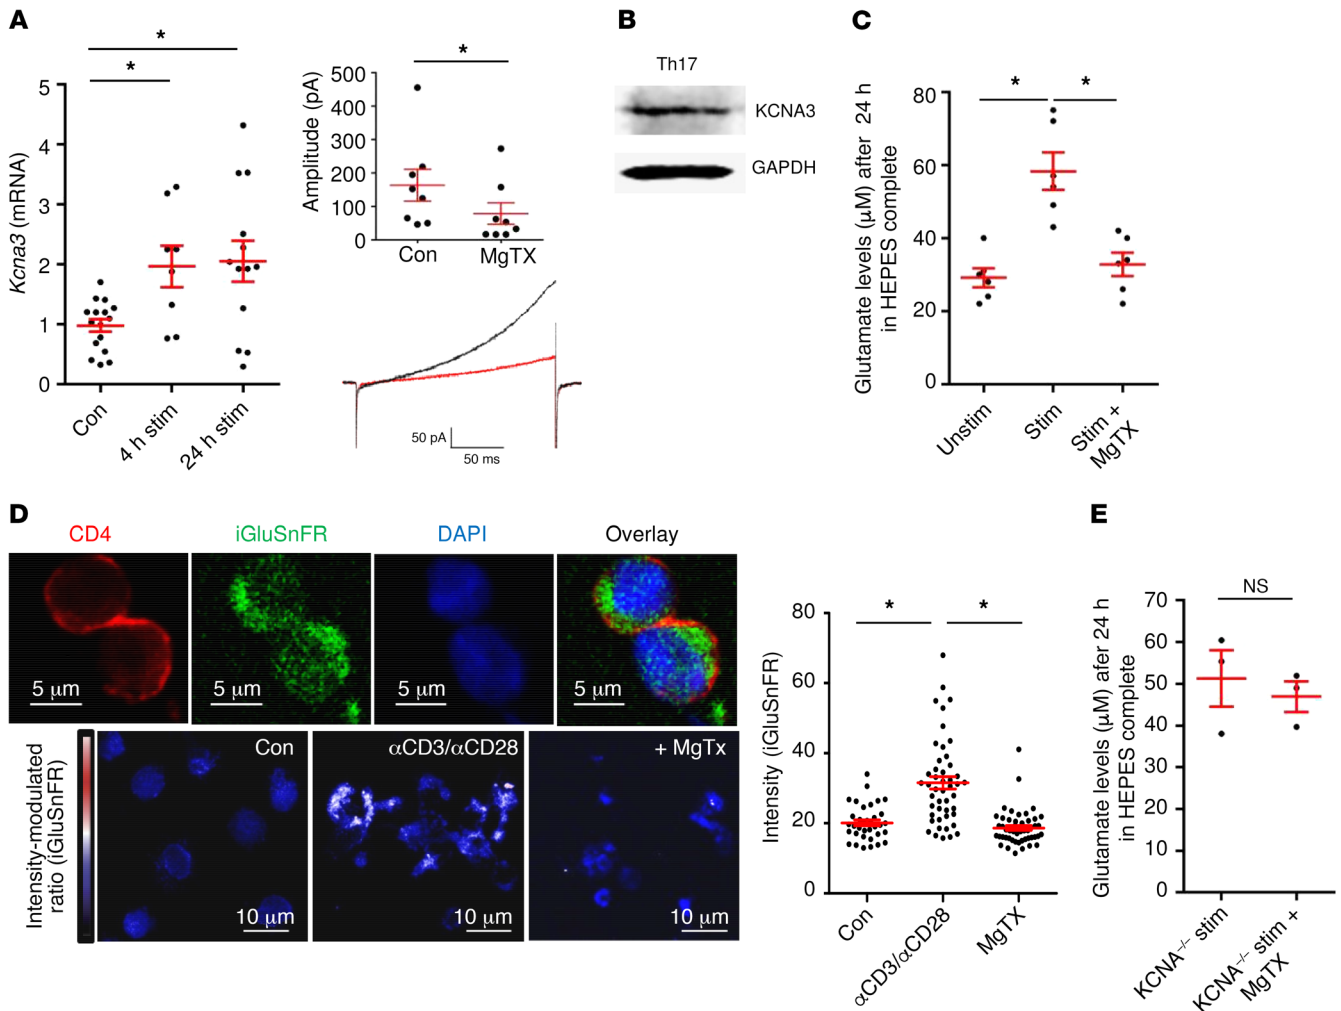 A
*
*
Kcna3 (mRNA)
5
4
3
2
1
0
Con
4 h stim
24 h stim
*
Amplitude (pA)
500
400
300
200
100
0
Con
MgTX
50 pA
50 ms
B
Th17
KCNA3
GAPDH
C
*
*
Glutamate levels (µM) after 24 h
in HEPES complete
80
60
40
20
0
Unstim
Stim
Stim +
MgTX
D
CD4
iGluSnFR
DAPI
Overlay
5 µm
5 µm
5 µm
5 µm
Intensity-modulated
ratio (iGluSnFR)
Con
αCD3/αCD28
+ MgTx
10 µm
10 µm
10 µm
*
*
Intensity (iGluSnFR)
80
60
40
20
0
Con
αCD3/αCD28
MgTX
E
NS
Glutamate levels (µM) afer 24 h
in HEPES complete
70
60
50
40
30
20
10
0
KCNA−/− stim
KCNA−/− stim +
MgTX